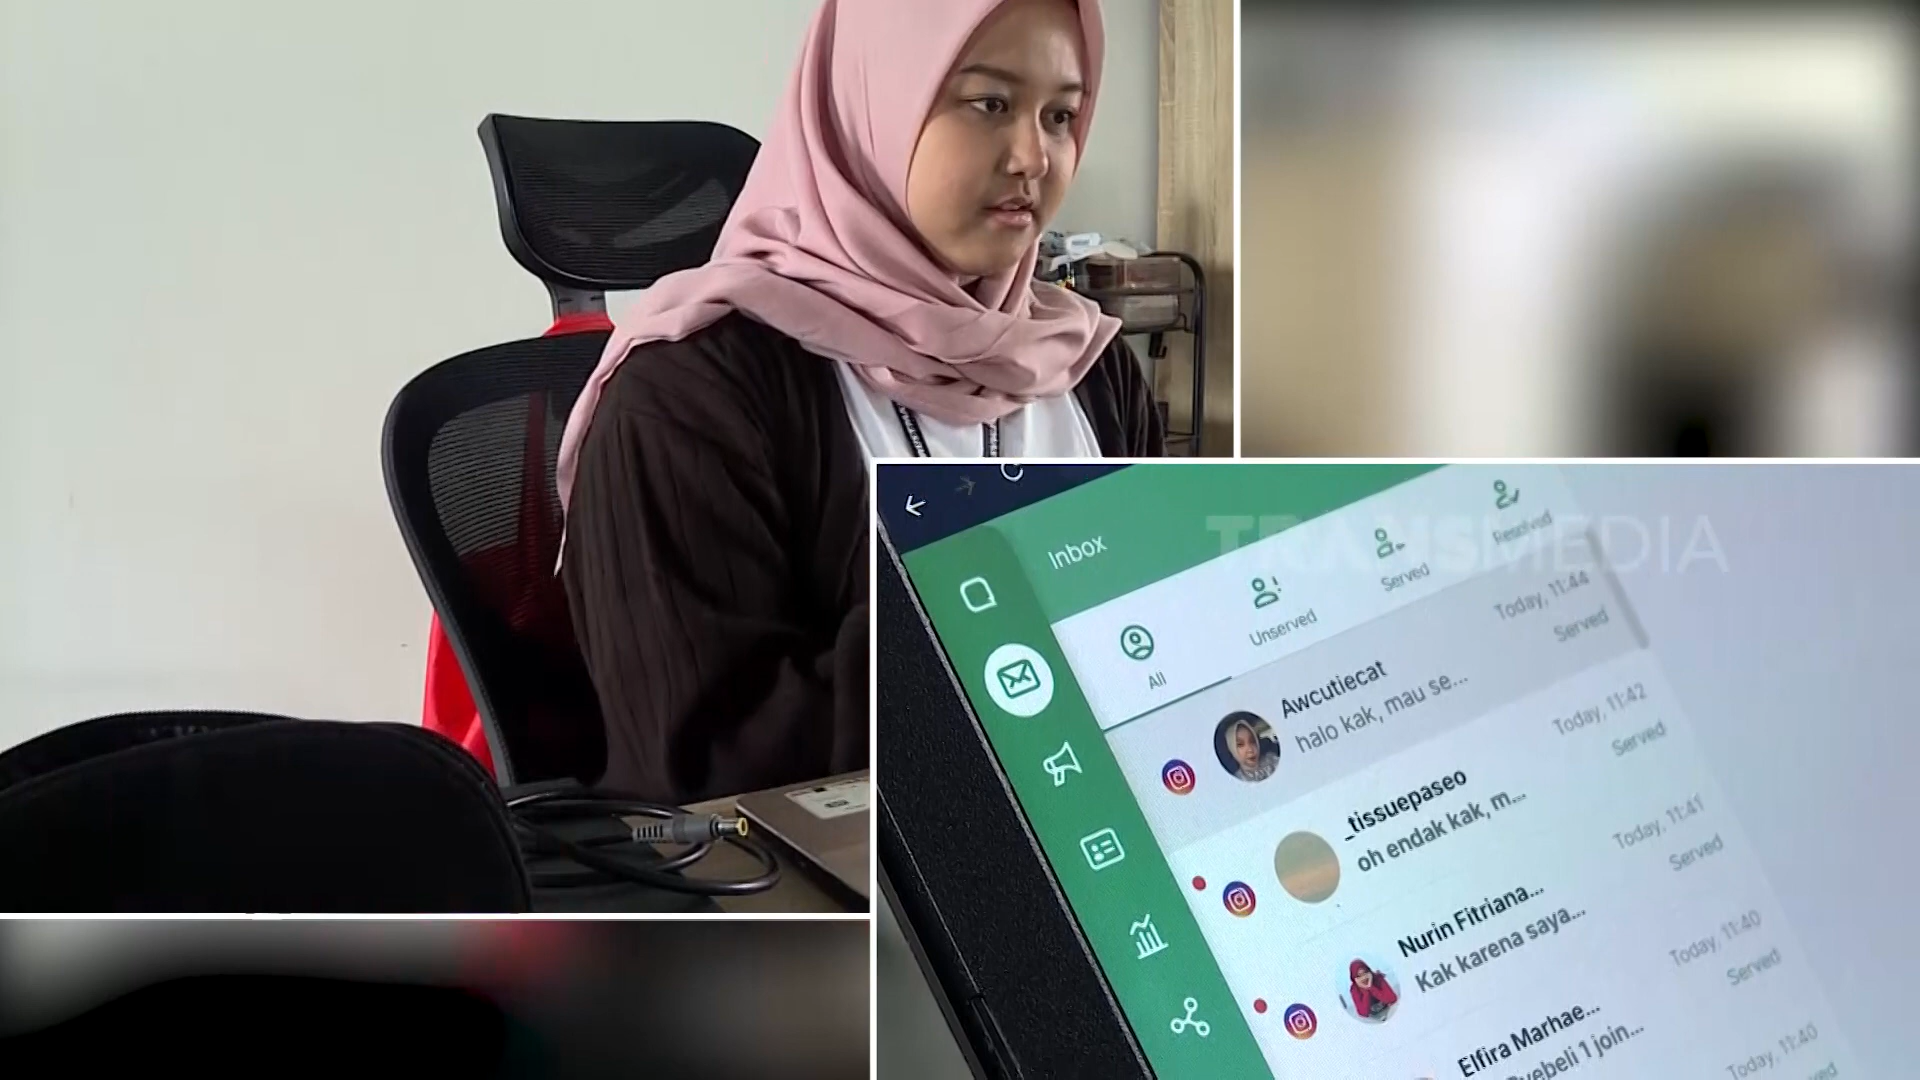 TRANSMEDIA
Inbox
All
Unserved
Served
Resolved
Awcutiecat
Today, 11:44
halo kak, mau se...
Served
_tissuepaseo
Today, 11:42
oh endak kak, m...
Served
Nurin Fitriana...
Today, 11:41
Kak karena saya...
Served
Elfira Marhae...
Today, 11:40
1 join...
Served
Today, 11:40